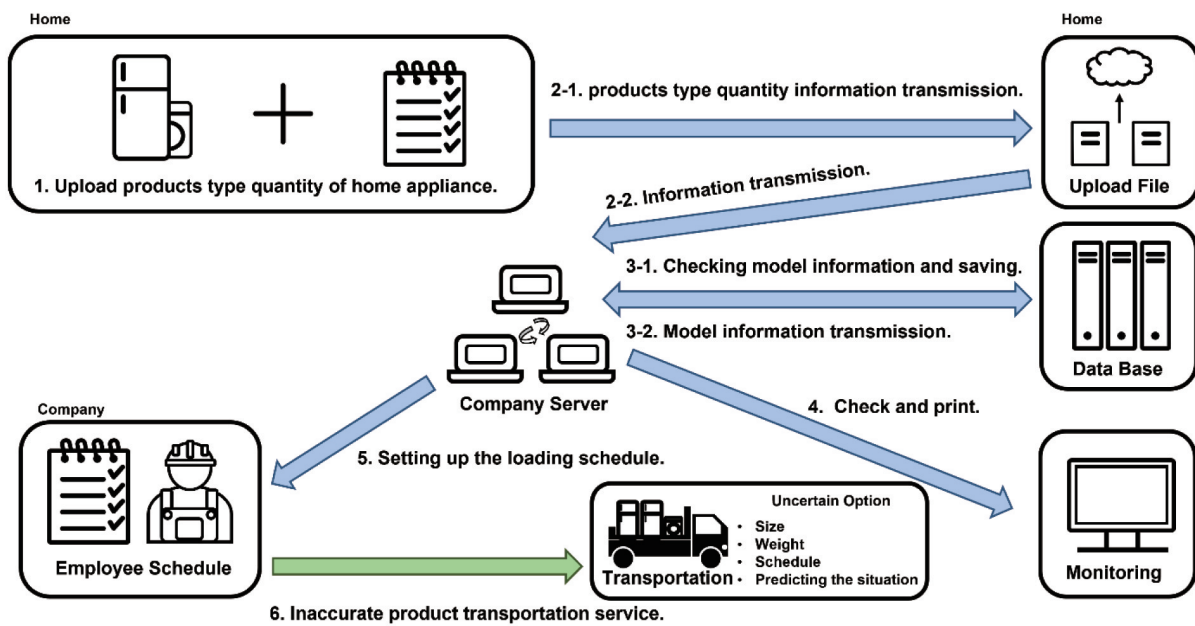 Home
1. Upload products type quantity of home appliance.
2-1. products type quantity information transmission.
Home
Upload File
2-2. Information transmission.
3-1. Checking model information and saving.
3-2. Model information transmission.
Data Base
Company Server
4.  Check and print.
Monitoring
5. Setting up the loading schedule.
Company
Employee Schedule
6. Inaccurate product transportation service.
Transportation
Uncertain Option
• Size
• Weight
• Schedule
• Predicting the situation